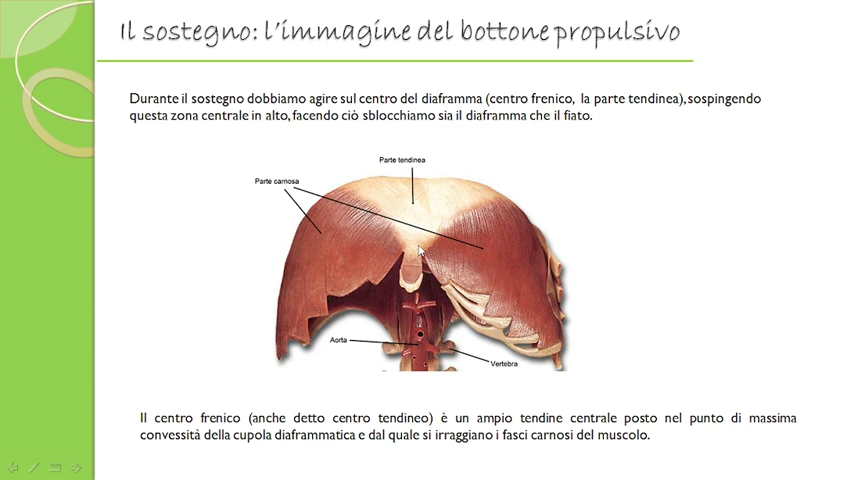 Il sostegno: l'immagine del bottone propulsivo
Durante il sostegno dobbiamo agire sul centro del diaframma (centro frenico, la parte tendinea), sospingendo
questa zona centrale in alto, facendo ciò sblocchiamo sia il diaframma che il fiato.
Parte tendinea
Parte carnosa
Aorta
Vertebra
Il centro frenico (anche detto centro tendineo) è un ampio tendine centrale posto nel punto di massima
convessità della cupola diaframmatica e dal quale si irraggiano i fasci carnosi del muscolo.